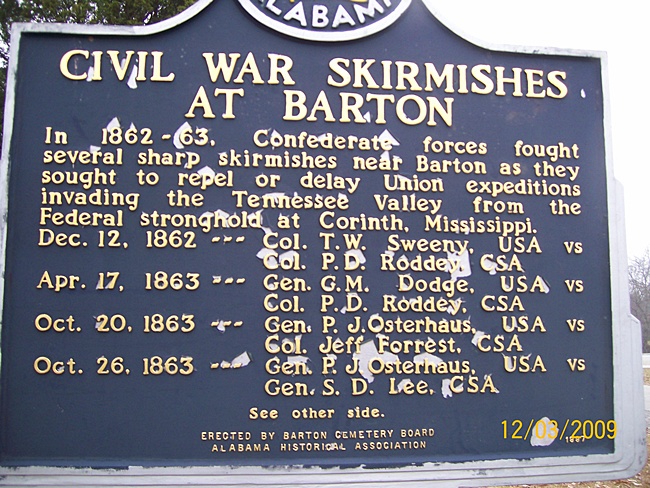 ALABAMA
CIVIL WAR SKIRMISHES
AT BARTON
In 1862-63, Confederate forces fought
several sharp skirmishes near Barton as they
sought to repel or delay Union expeditions
invading the Tennessee Valley from the
Federal stronghold at Corinth, Mississippi.
Dec. 12, 1862 --- Col. T.W. Sweeny, USA vs
Col. P.D. Roddey, CSA
Apr. 17, 1863 --- Gen. G.M. Dodge, USA vs
Col. P.D. Roddey, CSA
Oct. 20, 1863 --- Gen. P. J. Osterhaus, USA vs
Col. Jeff Forrest, CSA
Oct. 26, 1863 --- Gen. P. J. Osterhaus, USA vs
Gen. S. D. Lee, CSA
See other side.
ERECTED BY BARTON CEMETERY BOARD
ALABAMA HISTORICAL ASSOCIATION
12/03/2009